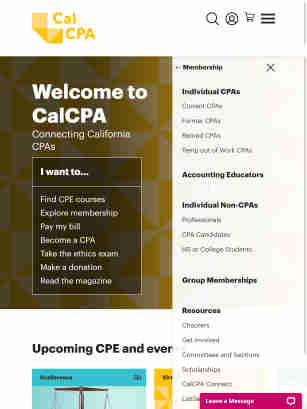 Cal
CPA
← Membership
Individual CPAs
Current CPAs
Former CPAs
Retired CPAs
Temp out of Work CPAs
Accounting Educators
Individual Non-CPAs
Professionals
CPA Candidates
HS or College Students
Group Memberships
Resources
Chapters
Get Involved
Committees and Sections
Scholarships
CalCPA Connect
Welcome to
CalCPA
Connecting California
CPAs
I want to...
Find CPE courses
Explore membership
Pay my bill
Become a CPA
Take the ethics exam
Make a donation
Read the magazine
Upcoming CPE and even
Conference
Leave a Message